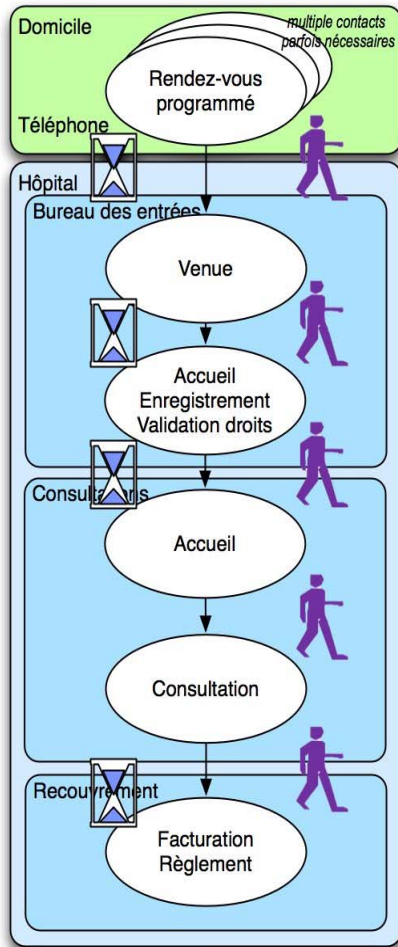 Domicile
multiple contacts
parfois nécessaires
Rendez-vous
programmé
Téléphone
Hôpital
Bureau des entrées
Venue
Accueil
Enregistrement
Validation droits
Consultations
Accueil
Consultation
Recouvrement
Facturation
Règlement